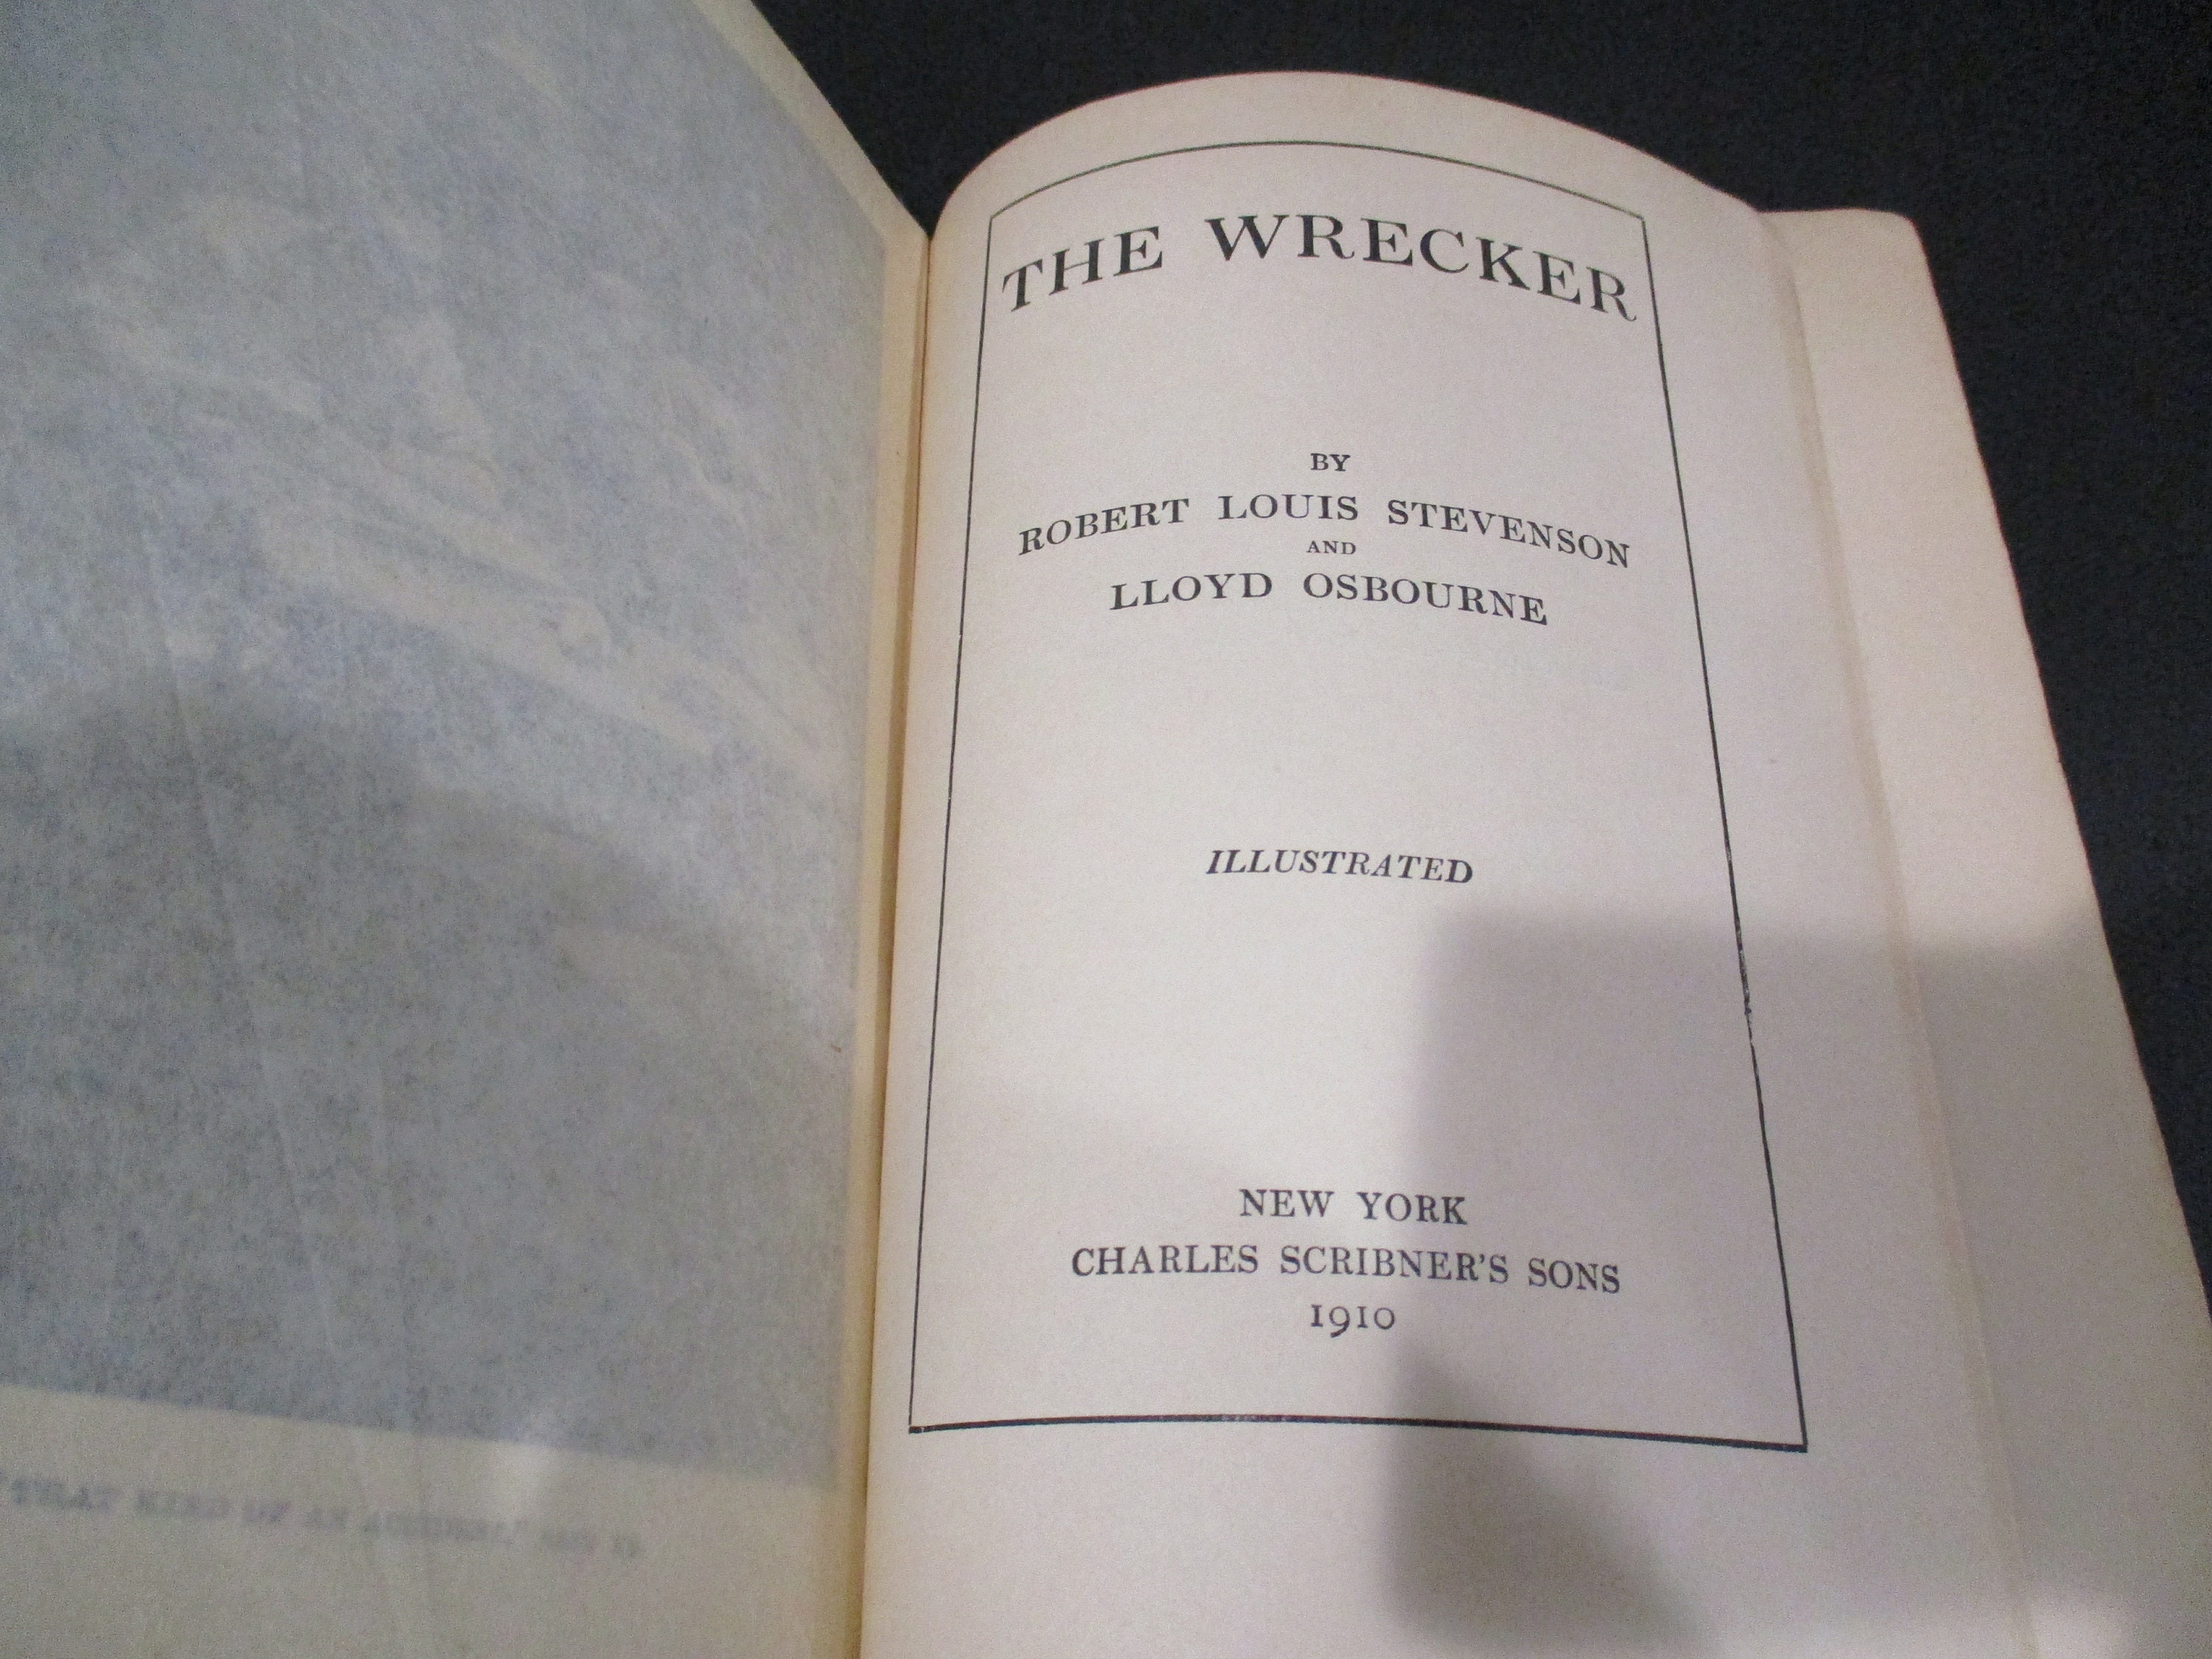 THE WRECKER
BY
ROBERT LOUIS STEVENSON
AND
LLOYD OSBOURNE
ILLUSTRATED
NEW YORK
CHARLES SCRIBNER'S SONS
1910